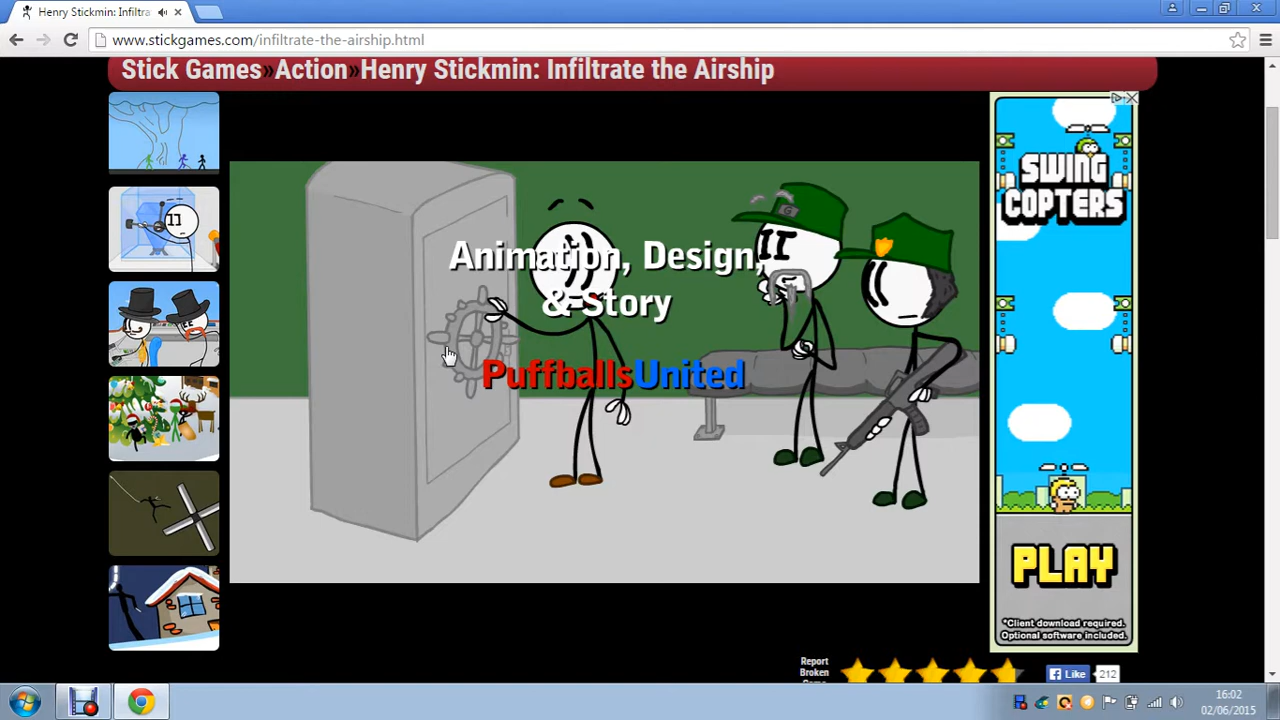 Henry Stickmin: Infiltra
www.stickgames.com/infiltrate-the-airship.html
Stick Games»Action»Henry Stickmin: Infiltrate the Airship
Animation, Design,
& Story
PuffballsUnited
SWING
COPTERS
PLAY
*Client download required.
Optional software included.
Report
Broken
Like
212
16:02
02/06/2015